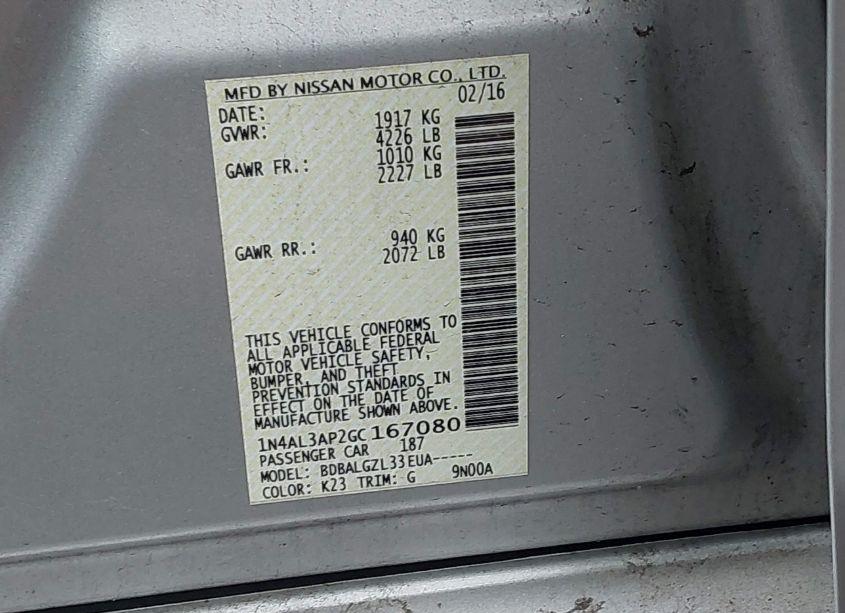 MFD BY NISSAN MOTOR CO., LTD.
DATE: 02/16
GVWR: 1917 KG
4226 LB
GAWR FR.: 1010 KG
2227 LB
GAWR RR.: 940 KG
2072 LB
THIS VEHICLE CONFORMS TO
ALL APPLICABLE FEDERAL
MOTOR VEHICLE SAFETY,
BUMPER, AND THEFT
PREVENTION STANDARDS IN
EFFECT ON THE DATE OF
MANUFACTURE SHOWN ABOVE.
1N4AL3AP2GC167080
PASSENGER CAR 187
MODEL: BDBALGZL33EUA-----
COLOR: K23 TRIM: G 9N00A